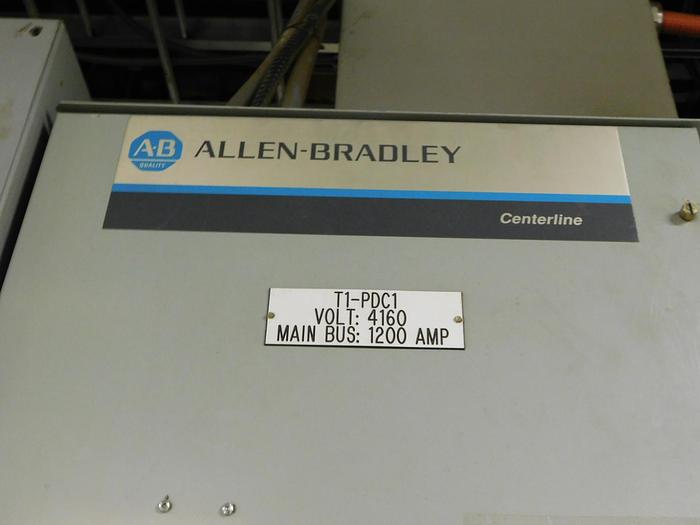 A-B
QUALITY
ALLEN-BRADLEY
Centerline
T1-PDC1
VOLT: 4160
MAIN BUS: 1200 AMP